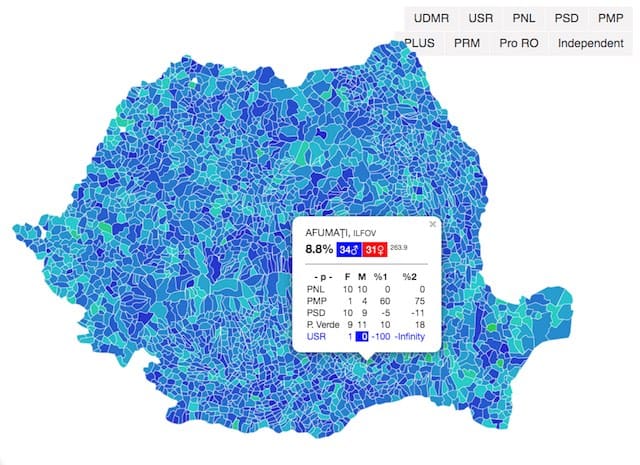 UDMR USR PNL PSD PMP
PLUS PRM Pro RO Independent
×
AFUMAŢI, ILFOV
8.8% 34♂ 31♀ 263.9
- p - F M %1 %2
PNL 10 10 0 0
PMP 1 4 60 75
PSD 10 9 -5 -11
P. Verde 9 11 10 18
USR 1 0 -100 -Infinity